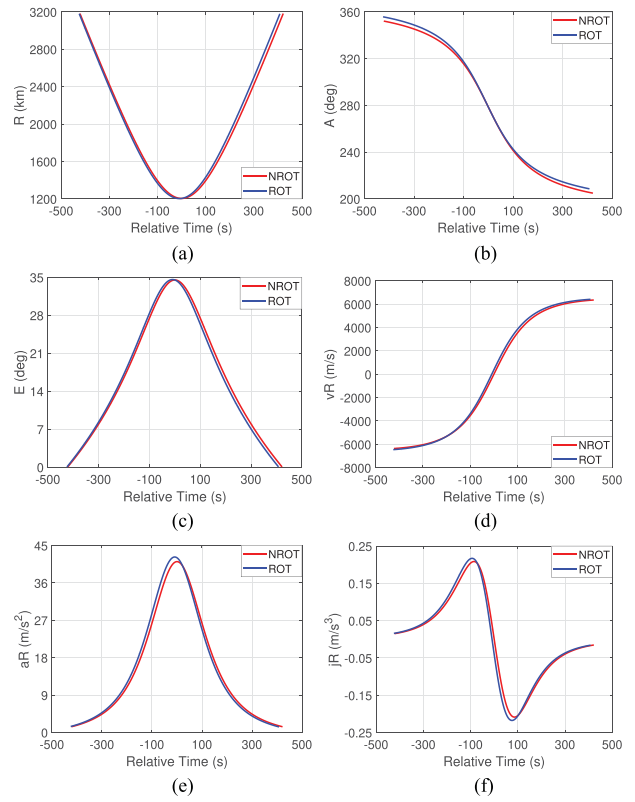 3200
2800
2400
2000
1600
1200
R (km)
NROT
ROT
-500 -300 -100 100 300 500
Relative Time (s)
(a)
360
320
280
240
200
A (deg)
NROT
ROT
-500 -300 -100 100 300 500
Relative Time (s)
(b)
35
28
21
14
7
0
E (deg)
NROT
ROT
-500 -300 -100 100 300 500
Relative Time (s)
(c)
8000
6000
4000
2000
0
-2000
-4000
-6000
-8000
vR (m/s)
NROT
ROT
-500 -300 -100 100 300 500
Relative Time (s)
(d)
45
36
27
18
9
0
aR (m/s²)
NROT
ROT
-500 -300 -100 100 300 500
Relative Time (s)
(e)
0.25
0.15
0.05
-0.05
-0.15
-0.25
jR (m/s³)
NROT
ROT
-500 -300 -100 100 300 500
Relative Time (s)
(f)